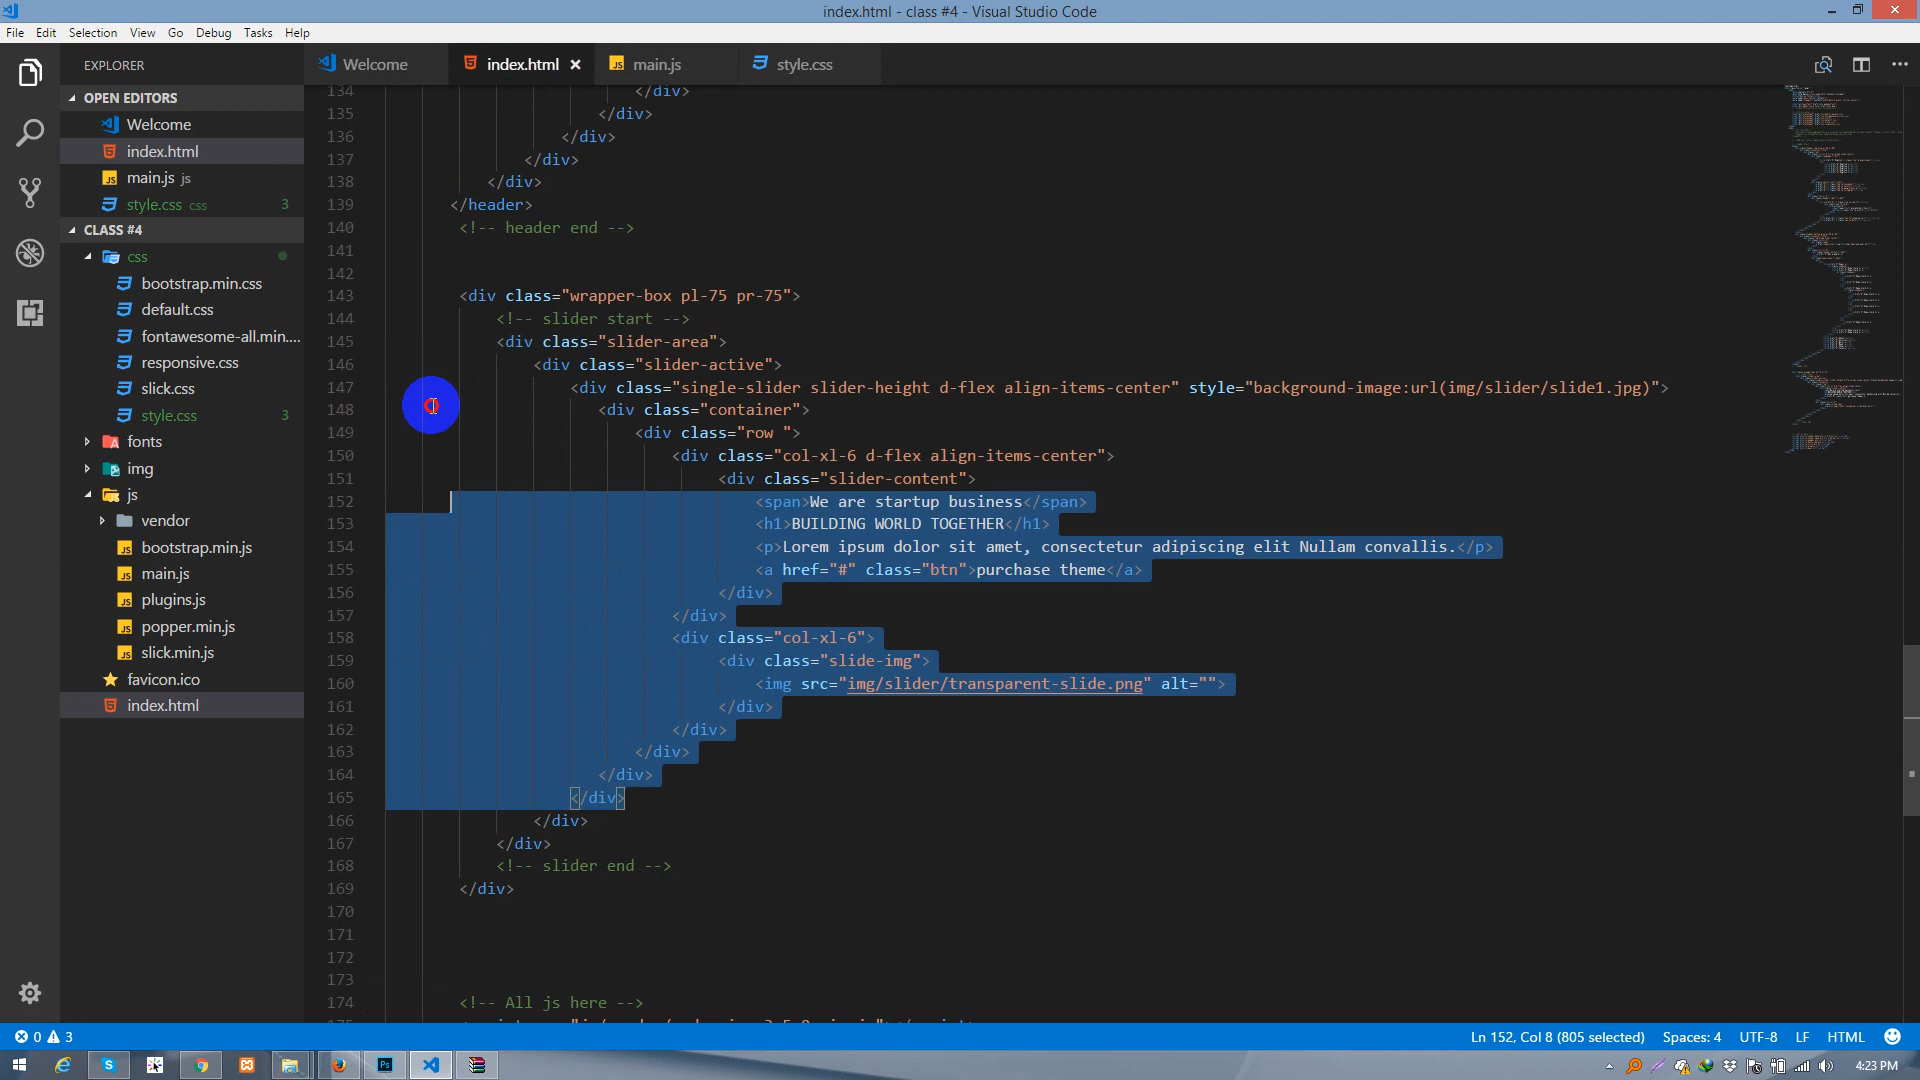 index.html - class #4 - Visual Studio Code
File Edit Selection View Go Debug Tasks Help
EXPLORER
Welcome
index.html
main.js
style.css
OPEN EDITORS
Welcome
index.html
main.js js
style.css css 3
CLASS #4
css
bootstrap.min.css
default.css
fontawesome-all.min....
responsive.css
slick.css
style.css 3
fonts
img
js
vendor
bootstrap.min.js
main.js
plugins.js
popper.min.js
slick.min.js
favicon.ico
index.html
134 </div>
135 </div>
136 </div>
137 </div>
138 </div>
139 </header>
140 <!-- header end -->
141
142
143 <div class="wrapper-box pl-75 pr-75">
144 <!-- slider start -->
145 <div class="slider-area">
146 <div class="slider-active">
147 <div class="single-slider slider-height d-flex align-items-center" style="background-image:url(img/slider/slide1.jpg)">
148 <div class="container">
149 <div class="row ">
150 <div class="col-xl-6 d-flex align-items-center">
151 <div class="slider-content">
152 <span>We are startup business</span>
153 <h1>BUILDING WORLD TOGETHER</h1>
154 <p>Lorem ipsum dolor sit amet, consectetur adipiscing elit Nullam convallis.</p>
155 <a href="#" class="btn">purchase theme</a>
156 </div>
157 </div>
158 <div class="col-xl-6">
159 <div class="slide-img">
160 <img src="img/slider/transparent-slide.png" alt="">
161 </div>
162 </div>
163 </div>
164 </div>
165 </div>
166 </div>
167 </div>
168 <!-- slider end -->
169 </div>
170
171
172
173
174 <!-- All js here -->
0 3
Ln 152, Col 8 (805 selected) Spaces: 4 UTF-8 LF HTML
4:23 PM